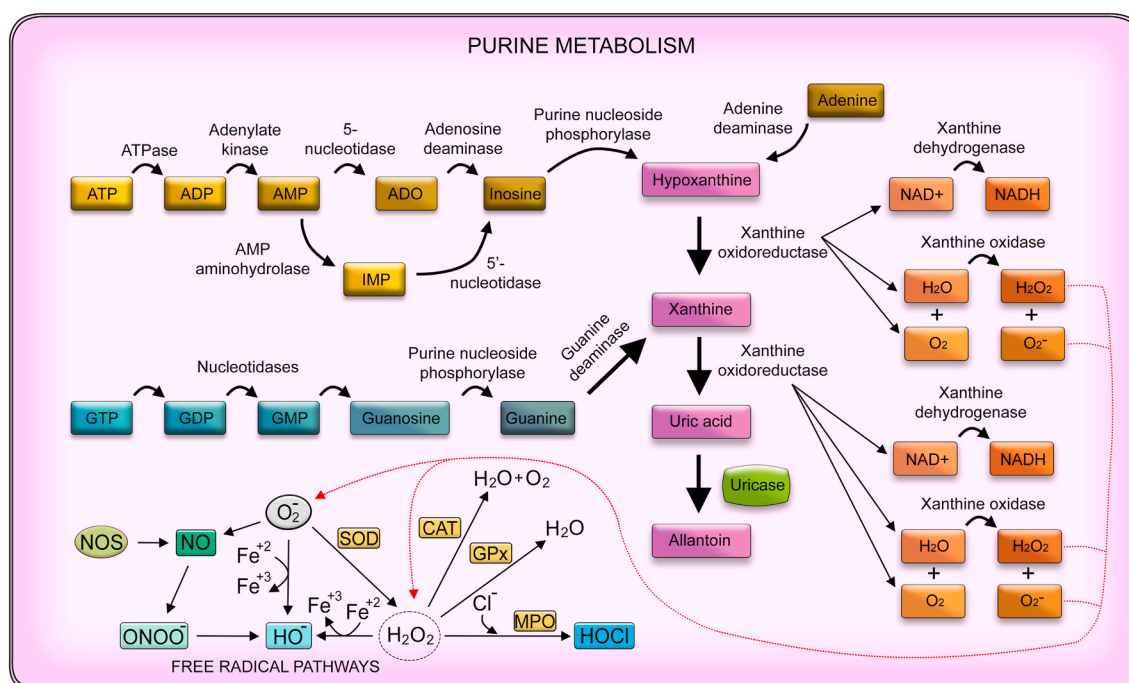 PURINE METABOLISM
ATPase
Adenylate
kinase
5-
nucleotidase
Adenosine
deaminase
Purine nucleoside
phosphorylase
Adenine
deaminase
Adenine
Xanthine
dehydrogenase
ATP
ADP
AMP
ADO
Inosine
Hypoxanthine
NAD+
NADH
AMP
aminohydrolase
IMP
5'-
nucleotidase
Xanthine
oxidoreductase
Xanthine oxidase
H2O
H2O2
+
+
O2
O2-
Xanthine
Guanine
deaminase
Nucleotidases
Purine nucleoside
phosphorylase
Xanthine
oxidoreductase
Xanthine
dehydrogenase
GTP
GDP
GMP
Guanosine
Guanine
Uric acid
NAD+
NADH
Uricase
Allantoin
Xanthine oxidase
H2O
H2O2
+
+
O2
O2-
H2O+O2
O2-
NOS
NO
SOD
CAT
GPx
H2O
Fe+2
Fe+3
Fe+3
Fe+2
Cl-
MPO
ONOO-
HO-
H2O2
HOCl
FREE RADICAL PATHWAYS